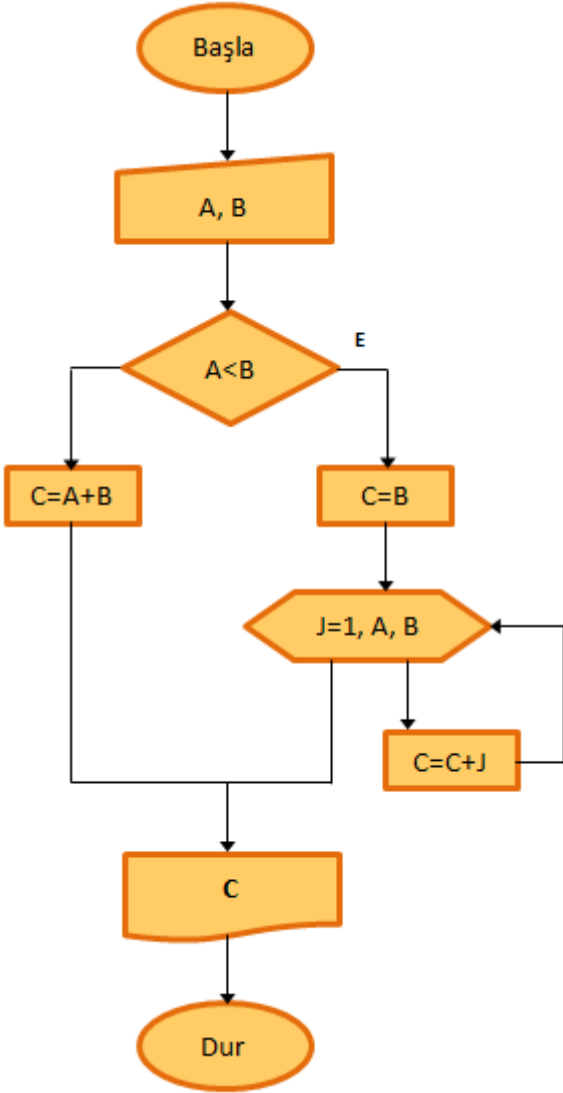 Başla
A, B
E
A<B
C=A+B
C=B
J=1, A, B
C=C+J
C
Dur